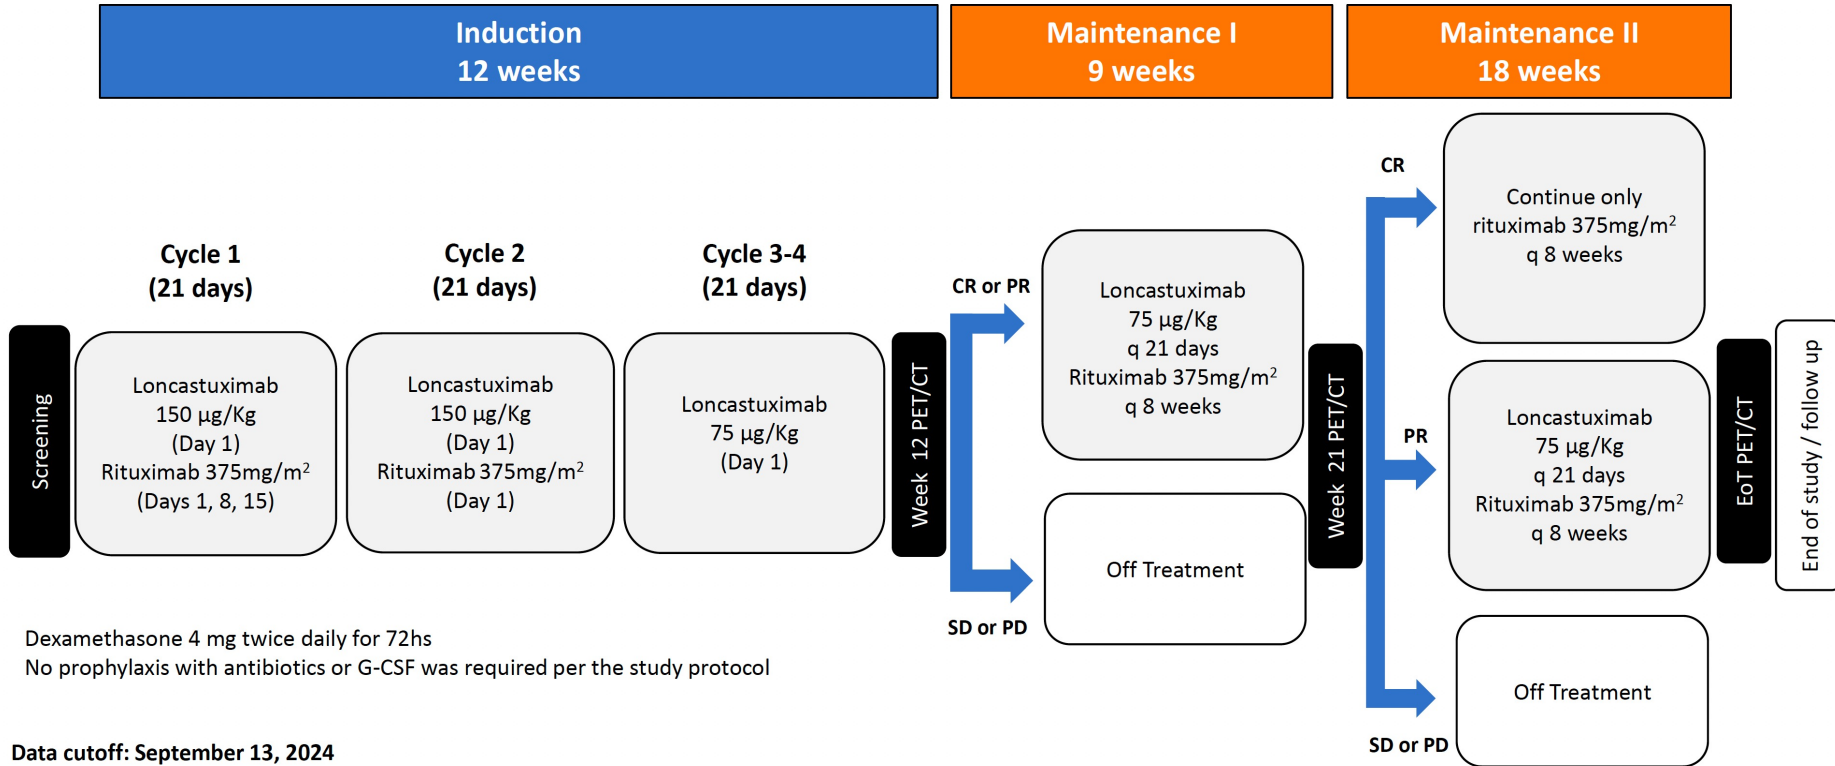 Induction
12 weeks
Maintenance I
9 weeks
Maintenance II
18 weeks
Screening
Cycle 1
(21 days)
Loncastuximab
150 µg/Kg
(Day 1)
Rituximab 375mg/m²
(Days 1, 8, 15)
Cycle 2
(21 days)
Loncastuximab
150 µg/Kg
(Day 1)
Rituximab 375mg/m²
(Day 1)
Cycle 3-4
(21 days)
Loncastuximab
75 µg/Kg
(Day 1)
Week 12 PET/CT
CR or PR
Loncastuximab
75 µg/Kg
q 21 days
Rituximab 375mg/m²
q 8 weeks
SD or PD
Off Treatment
Week 21 PET/CT
CR
Continue only
rituximab 375mg/m²
q 8 weeks
PR
Loncastuximab
75 µg/Kg
q 21 days
Rituximab 375mg/m²
q 8 weeks
SD or PD
Off Treatment
EoT PET/CT
End of study / follow up
Dexamethasone 4 mg twice daily for 72hs
No prophylaxis with antibiotics or G-CSF was required per the study protocol
Data cutoff: September 13, 2024